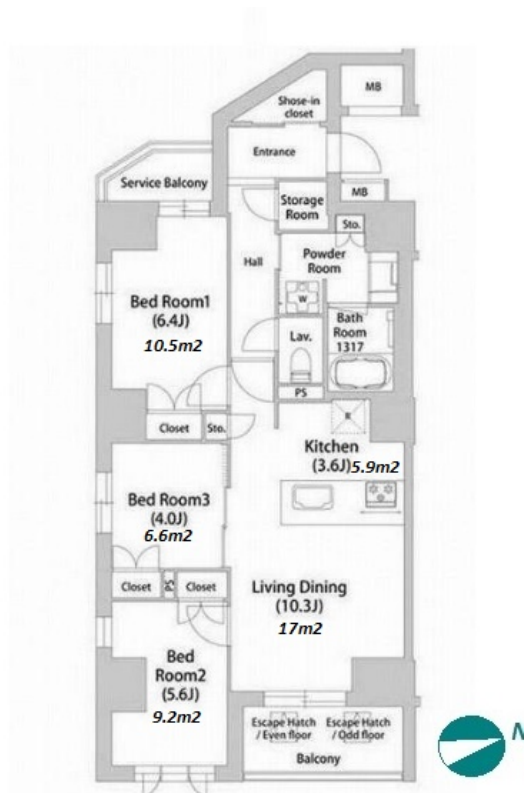 MB
Shose-in
closet
Entrance
MB
Service Balcony
Storage
Room
Sto.
Powder
Room
Hall
W
Bed Room1
(6.4J)
10.5m2
Lav.
Bath
Room
1317
PS
Closet
Sto.
R
Kitchen
(3.6J) 5.9m2
Bed Room3
(4.0J)
6.6m2
Closet
PS
Closet
Living Dining
(10.3J)
17m2
Bed
Room2
(5.6J)
9.2m2
Escape Hatch
/ Even floor
Escape Hatch
/ Odd floor
Balcony
N